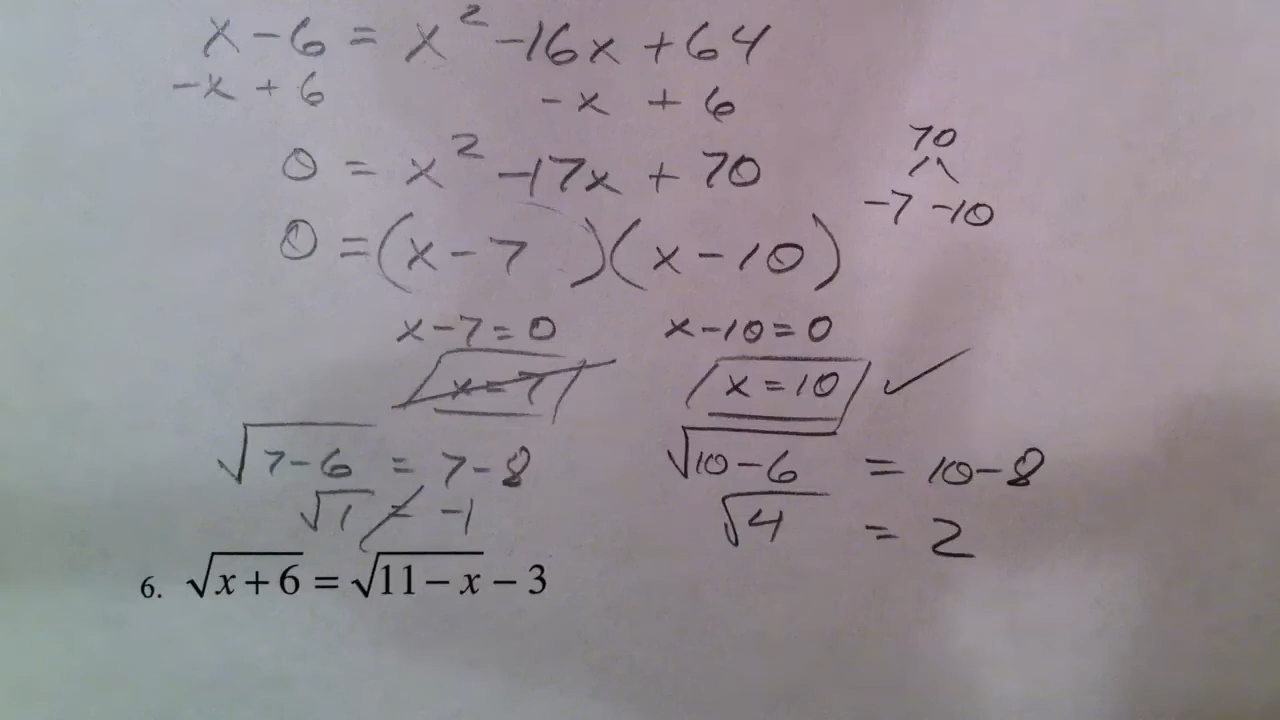 x - 6 = x² - 16x + 64
-x + 6 -x + 6
0 = x² - 17x + 70
70
-7 -10
0 = (x - 7)(x - 10)
x - 7 = 0 x - 10 = 0
x = 7 x = 10 ✓
√(7 - 6) = 7 - 8 √(10 - 6) = 10 - 8
√1 ≠ -1 √4 = 2
6. √(x + 6) = √(11 - x) - 3